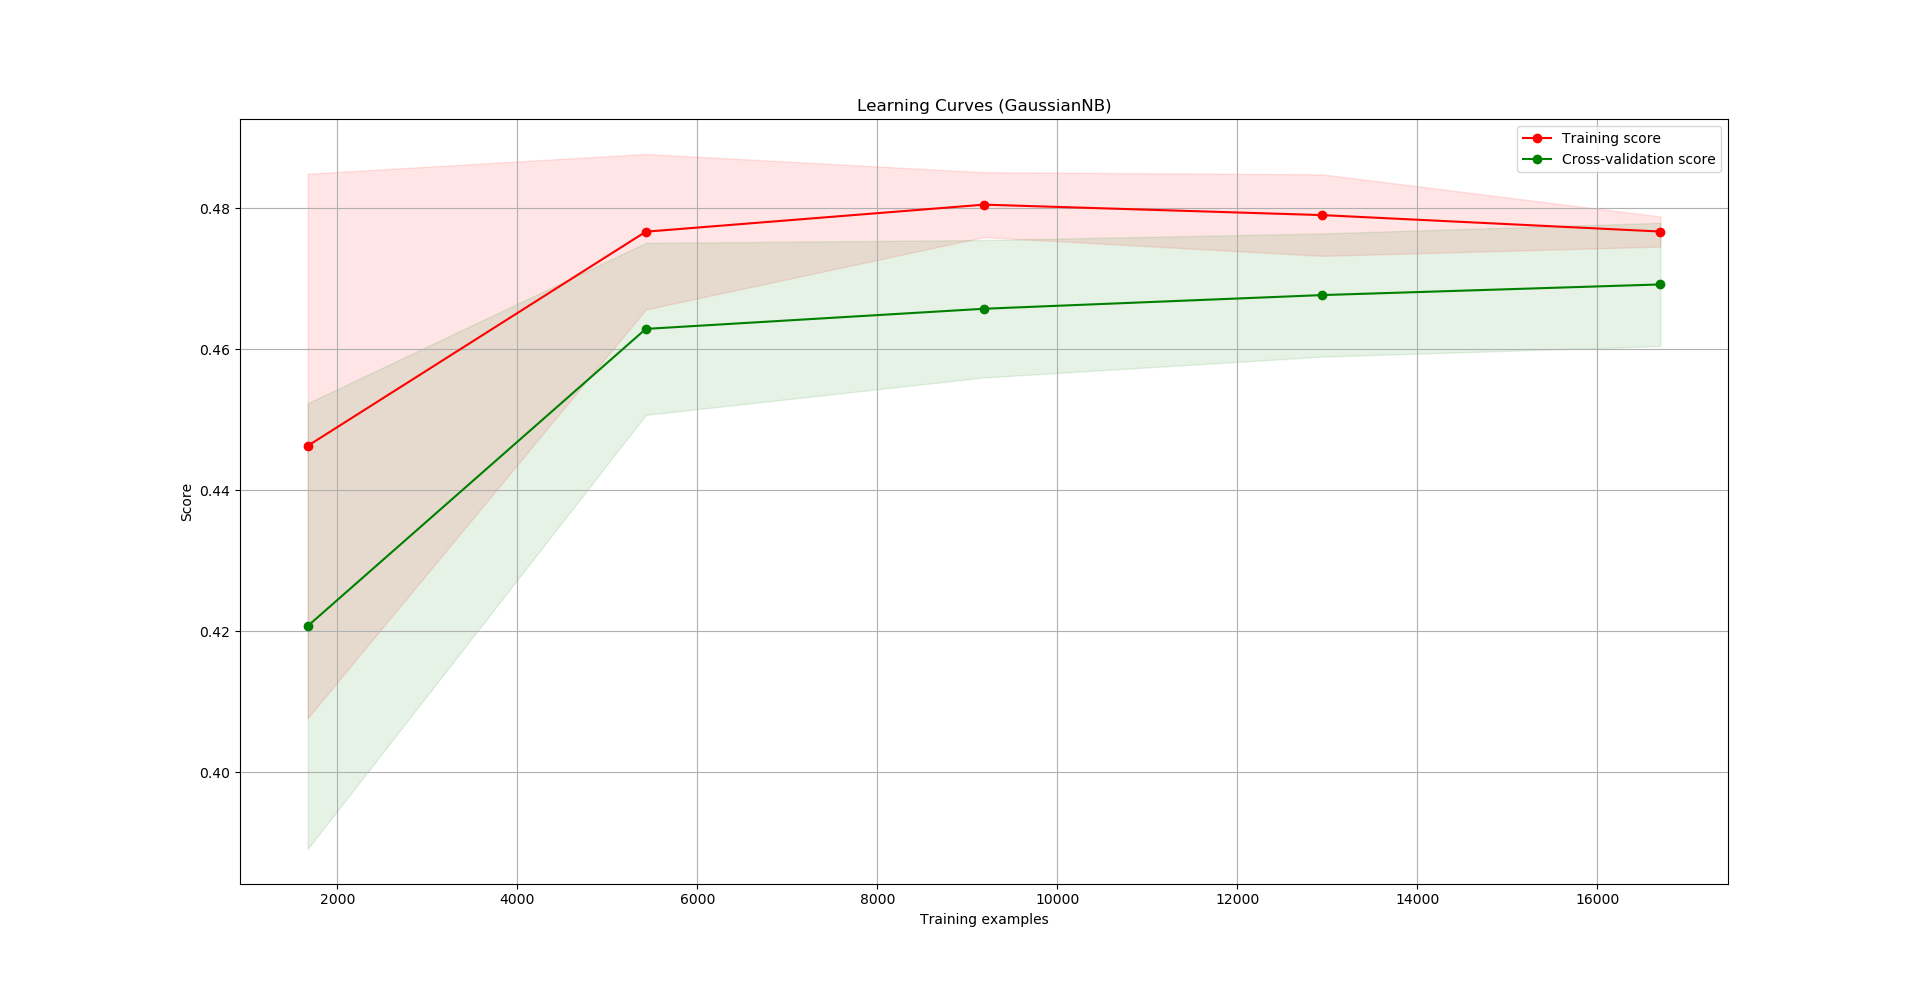 Learning Curves (GaussianNB)
Training score
Cross-validation score
0.48
0.46
0.44
0.42
0.40
Score
2000 4000 6000 8000 10000 12000 14000 16000
Training examples